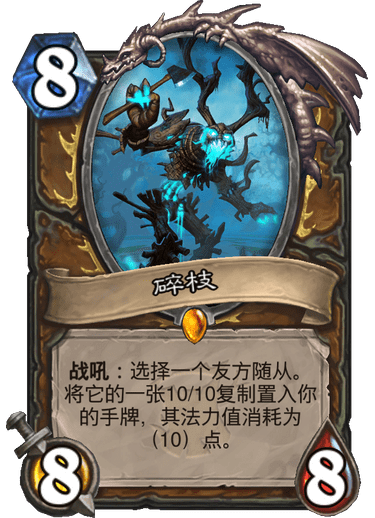 8
碎枝
战吼：选择一个友方随从。
将它的一张10/10复制置入你
的手牌，其法力值消耗为
（10）点。
8
8